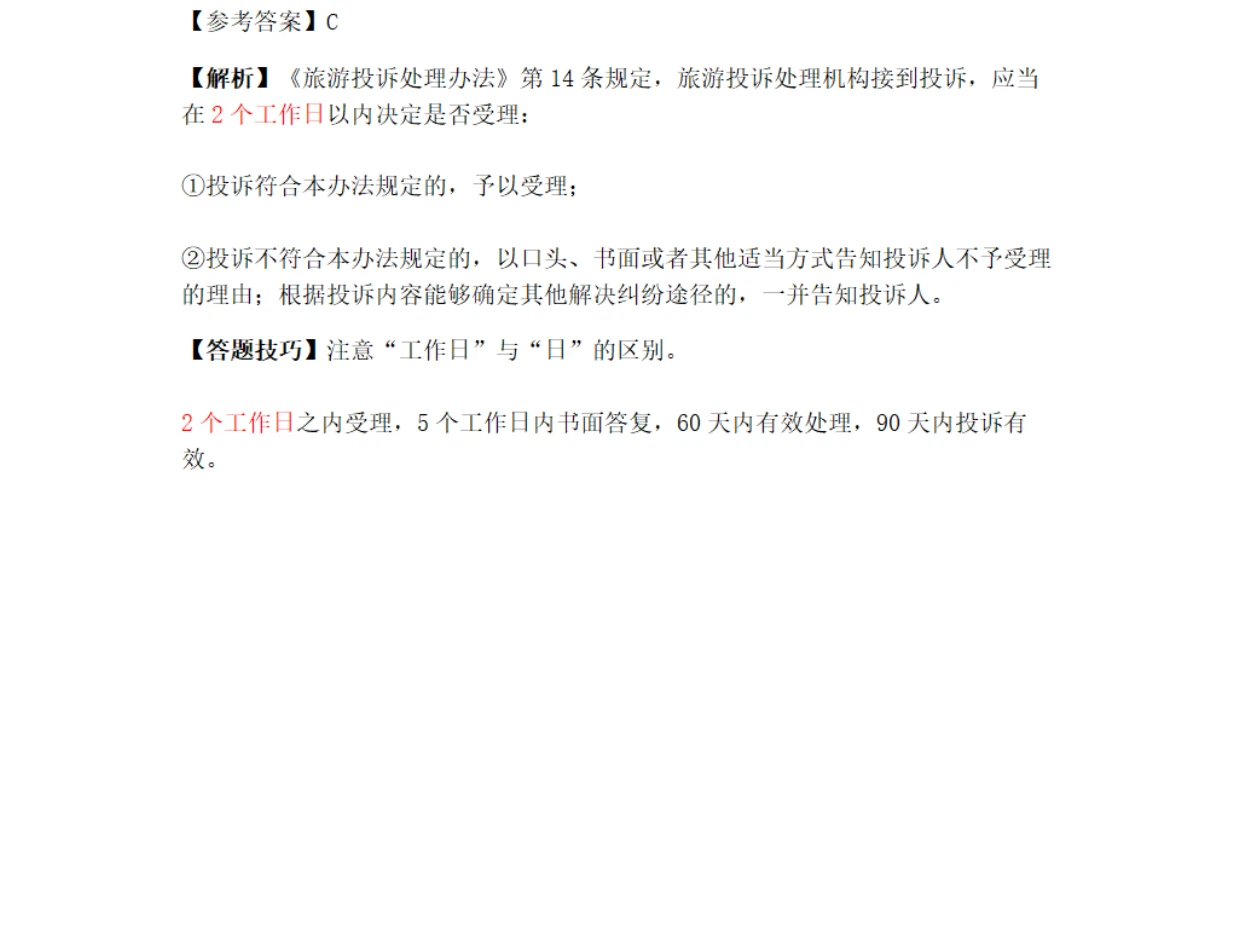 【参考答案】C
【解析】《旅游投诉处理办法》第 14 条规定，旅游投诉处理机构接到投诉，应当
在 2 个工作日以内决定是否受理：
①投诉符合本办法规定的，予以受理；
②投诉不符合本办法规定的，以口头、书面或者其他适当方式告知投诉人不予受理
的理由；根据投诉内容能够确定其他解决纠纷途径的，一并告知投诉人。
【答题技巧】注意“工作日”与“日”的区别。
2 个工作日之内受理，5 个工作日内书面答复，60 天内有效处理，90 天内投诉有
效。